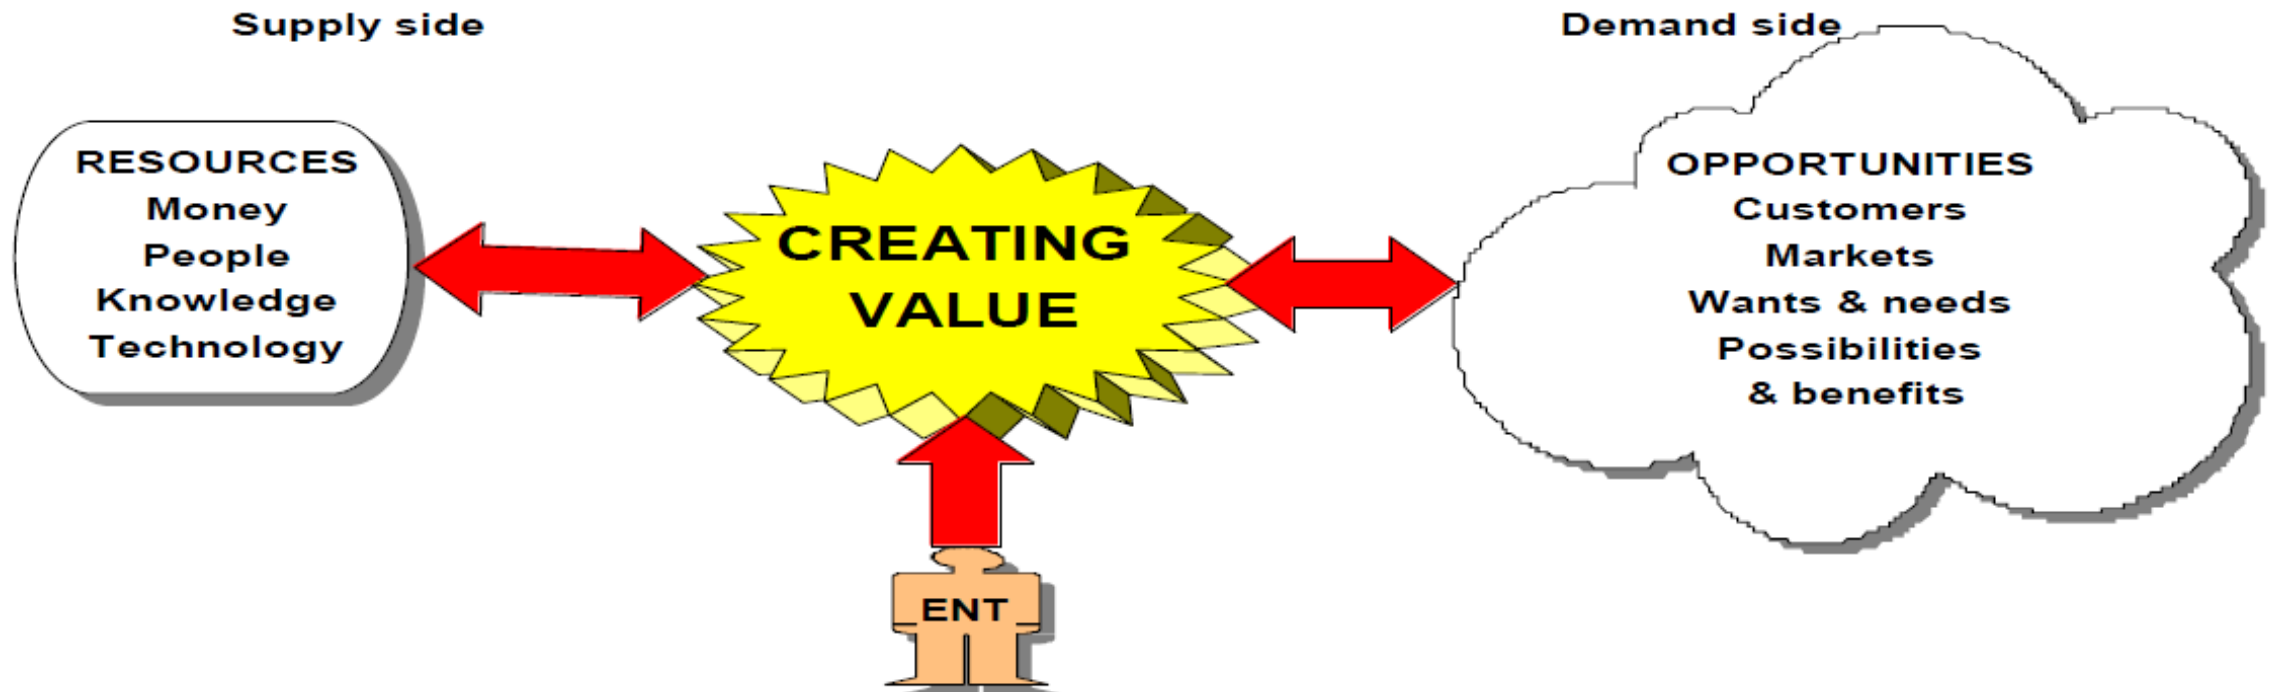 Supply side
Demand side
RESOURCES
Money
People
Knowledge
Technology
CREATING
VALUE
OPPORTUNITIES
Customers
Markets
Wants & needs
Possibilities
& benefits
ENT